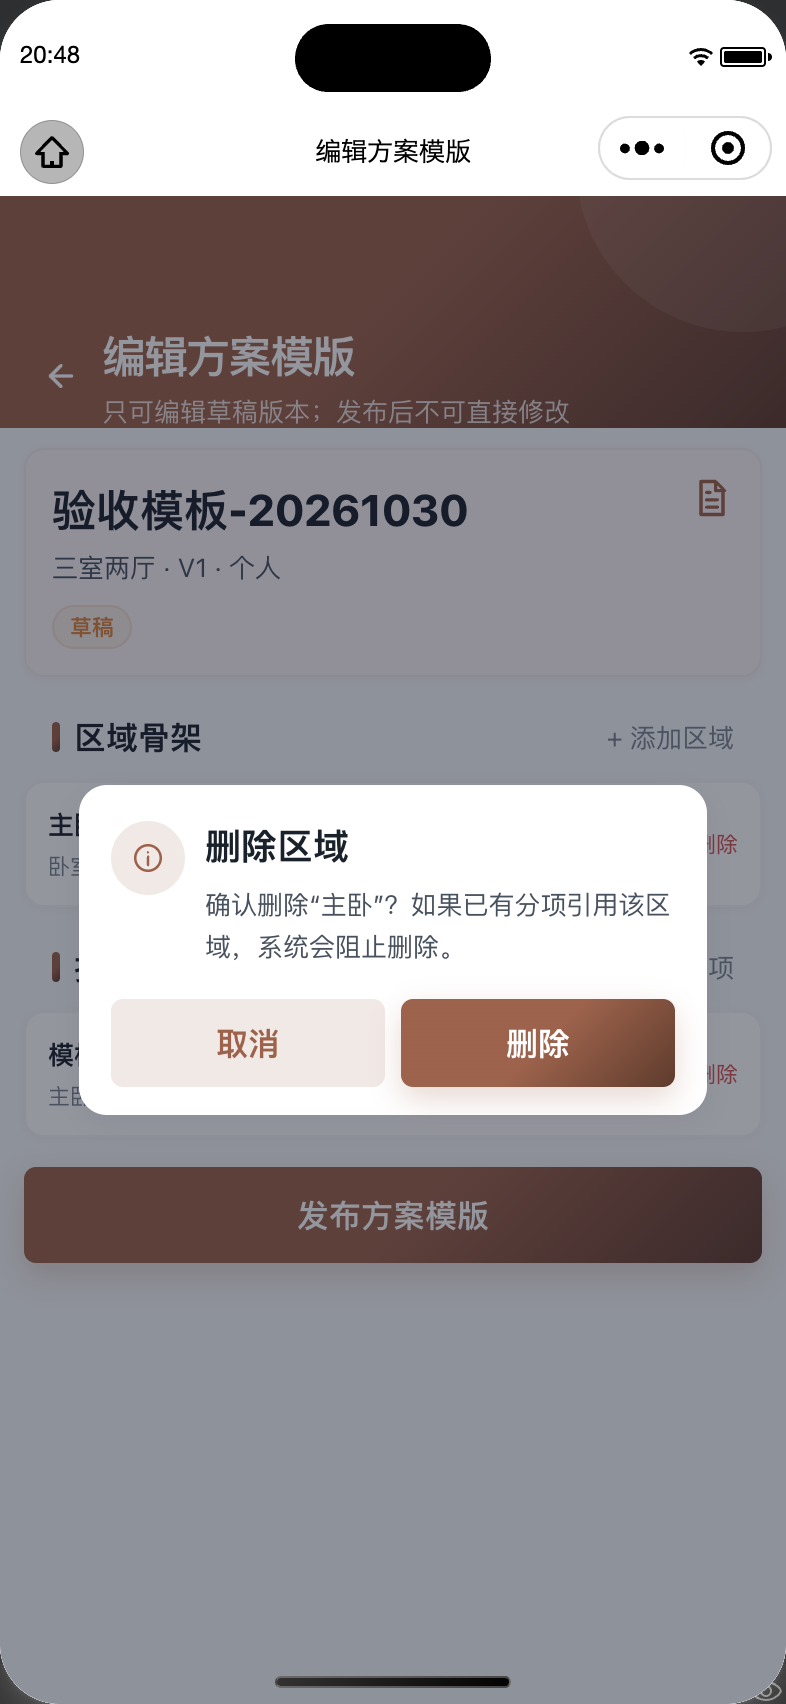 20:48
编辑方案模版
编辑方案模版
只可编辑草稿版本；发布后不可直接修改
验收模板-20261030
三室两厅 · V1 · 个人
草稿
区域骨架
+ 添加区域
主
删除区域
确认删除“主卧”？如果已有分项引用该区
域，系统会阻止删除。
取消
删除
项
主
发布方案模版